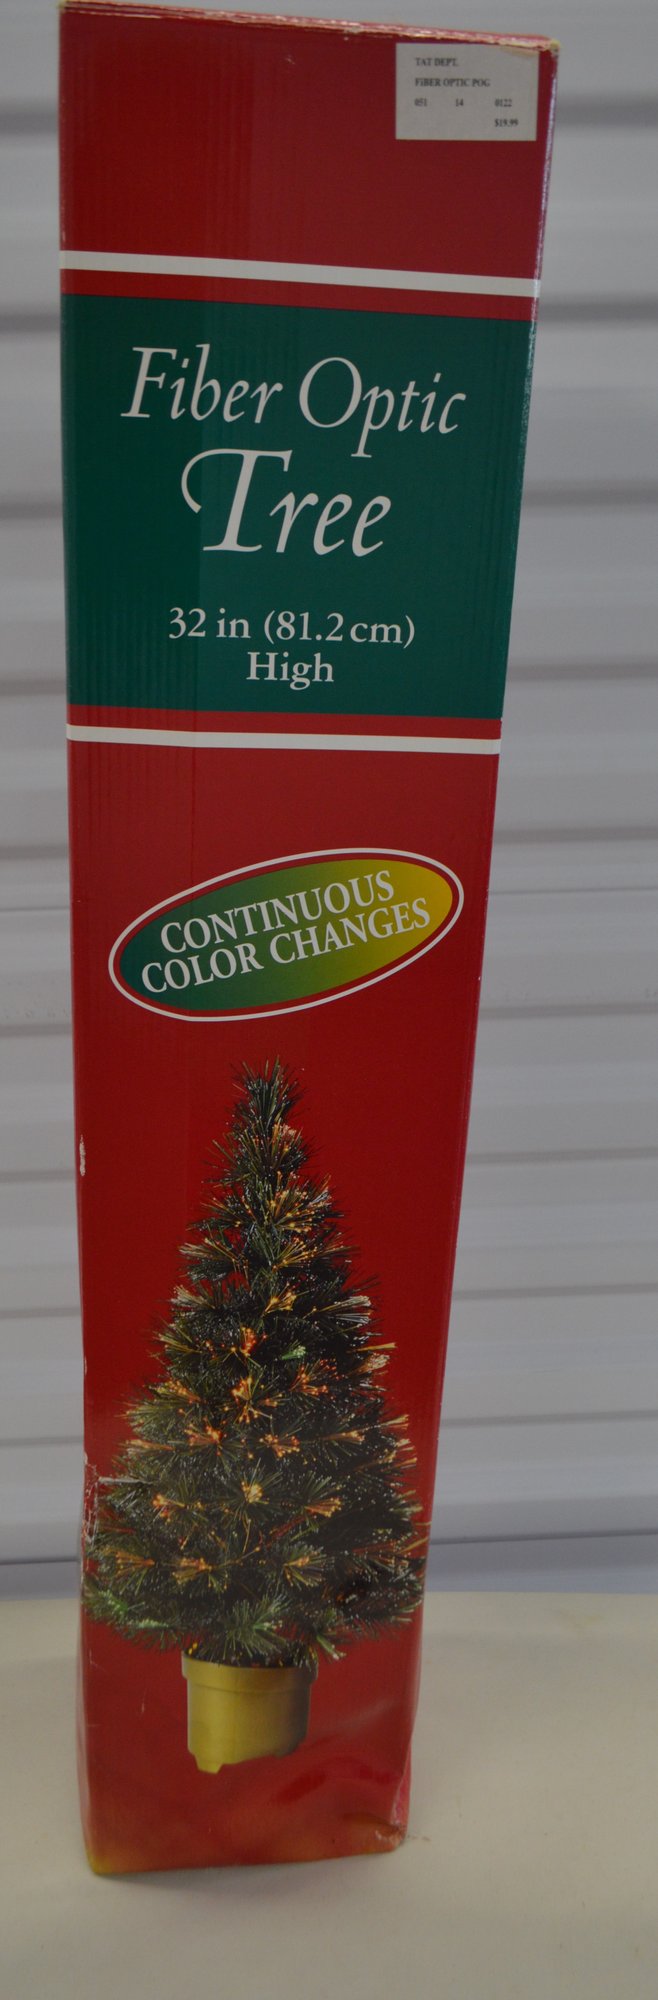 TAT DEPT.
FIBER OPTIC POG
051 14 0122
$19.99
Fiber Optic
Tree
32 in (81.2 cm)
High
CONTINUOUS
COLOR CHANGES